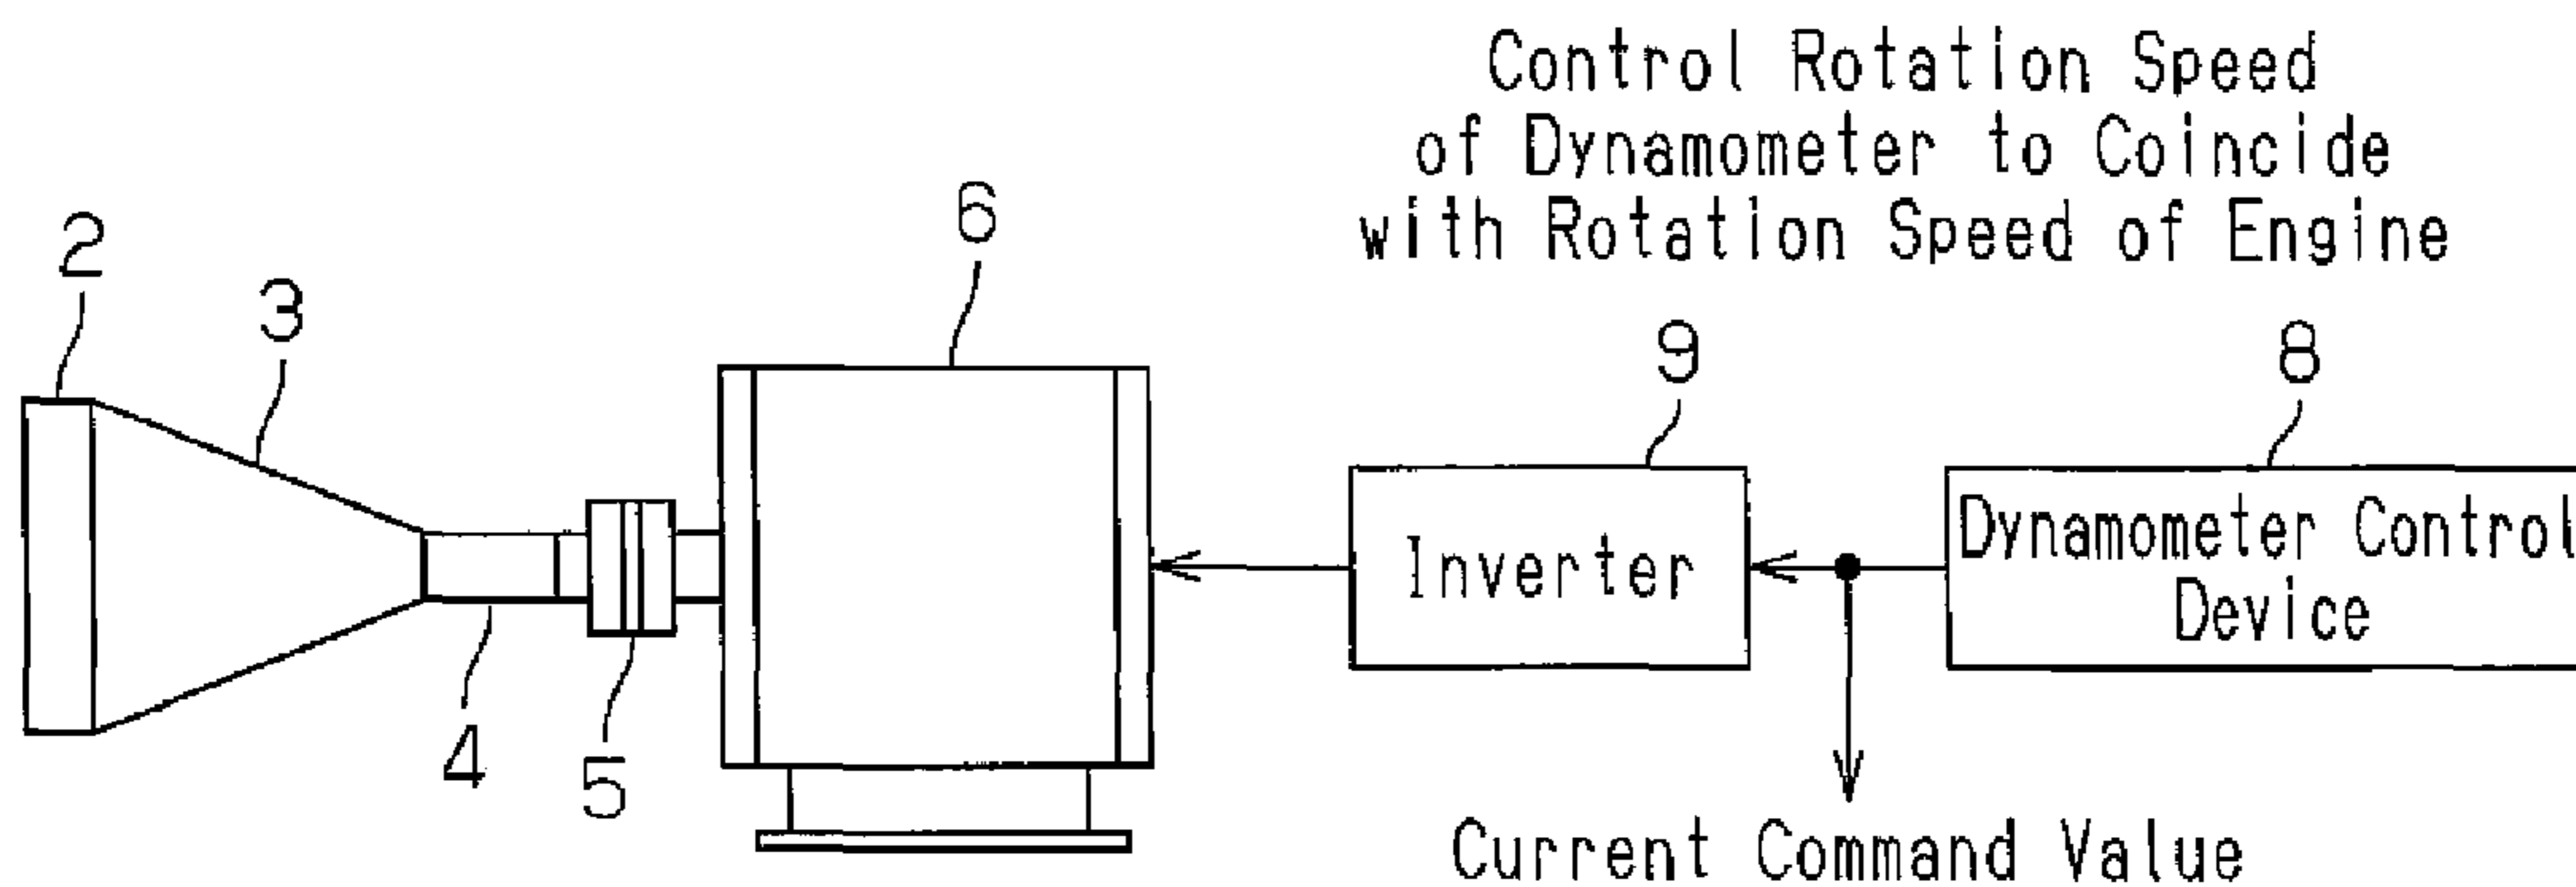 Control Rotation Speed
of Dynamometer to Coincide
with Rotation Speed of Engine
2
3
6
9
8
Inverter
Dynamometer Control
Device
4
5
Current Command Value